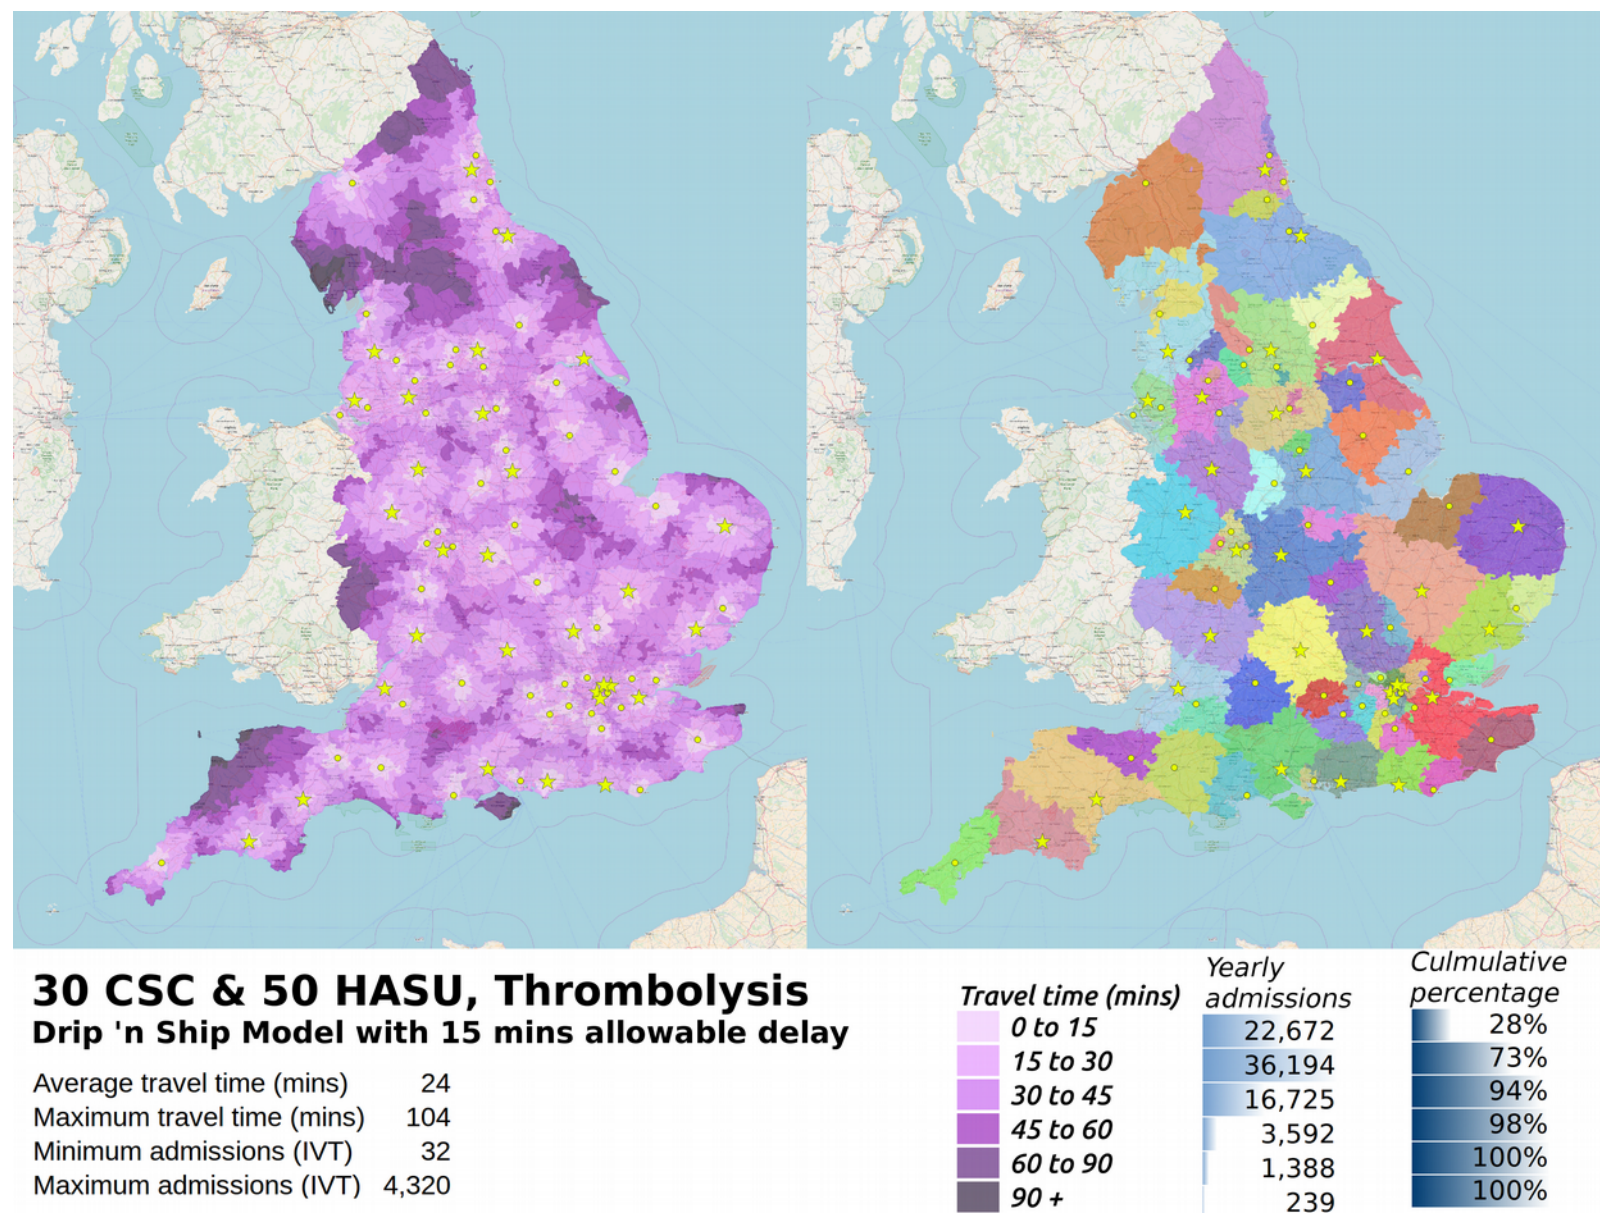 30 CSC & 50 HASU, Thrombolysis
Drip 'n Ship Model with 15 mins allowable delay
Average travel time (mins) 24
Maximum travel time (mins) 104
Minimum admissions (IVT) 32
Maximum admissions (IVT) 4,320
Travel time (mins)
0 to 15
15 to 30
30 to 45
45 to 60
60 to 90
90 +
Yearly
admissions
22,672
36,194
16,725
3,592
1,388
239
Culmulative
percentage
28%
73%
94%
98%
100%
100%